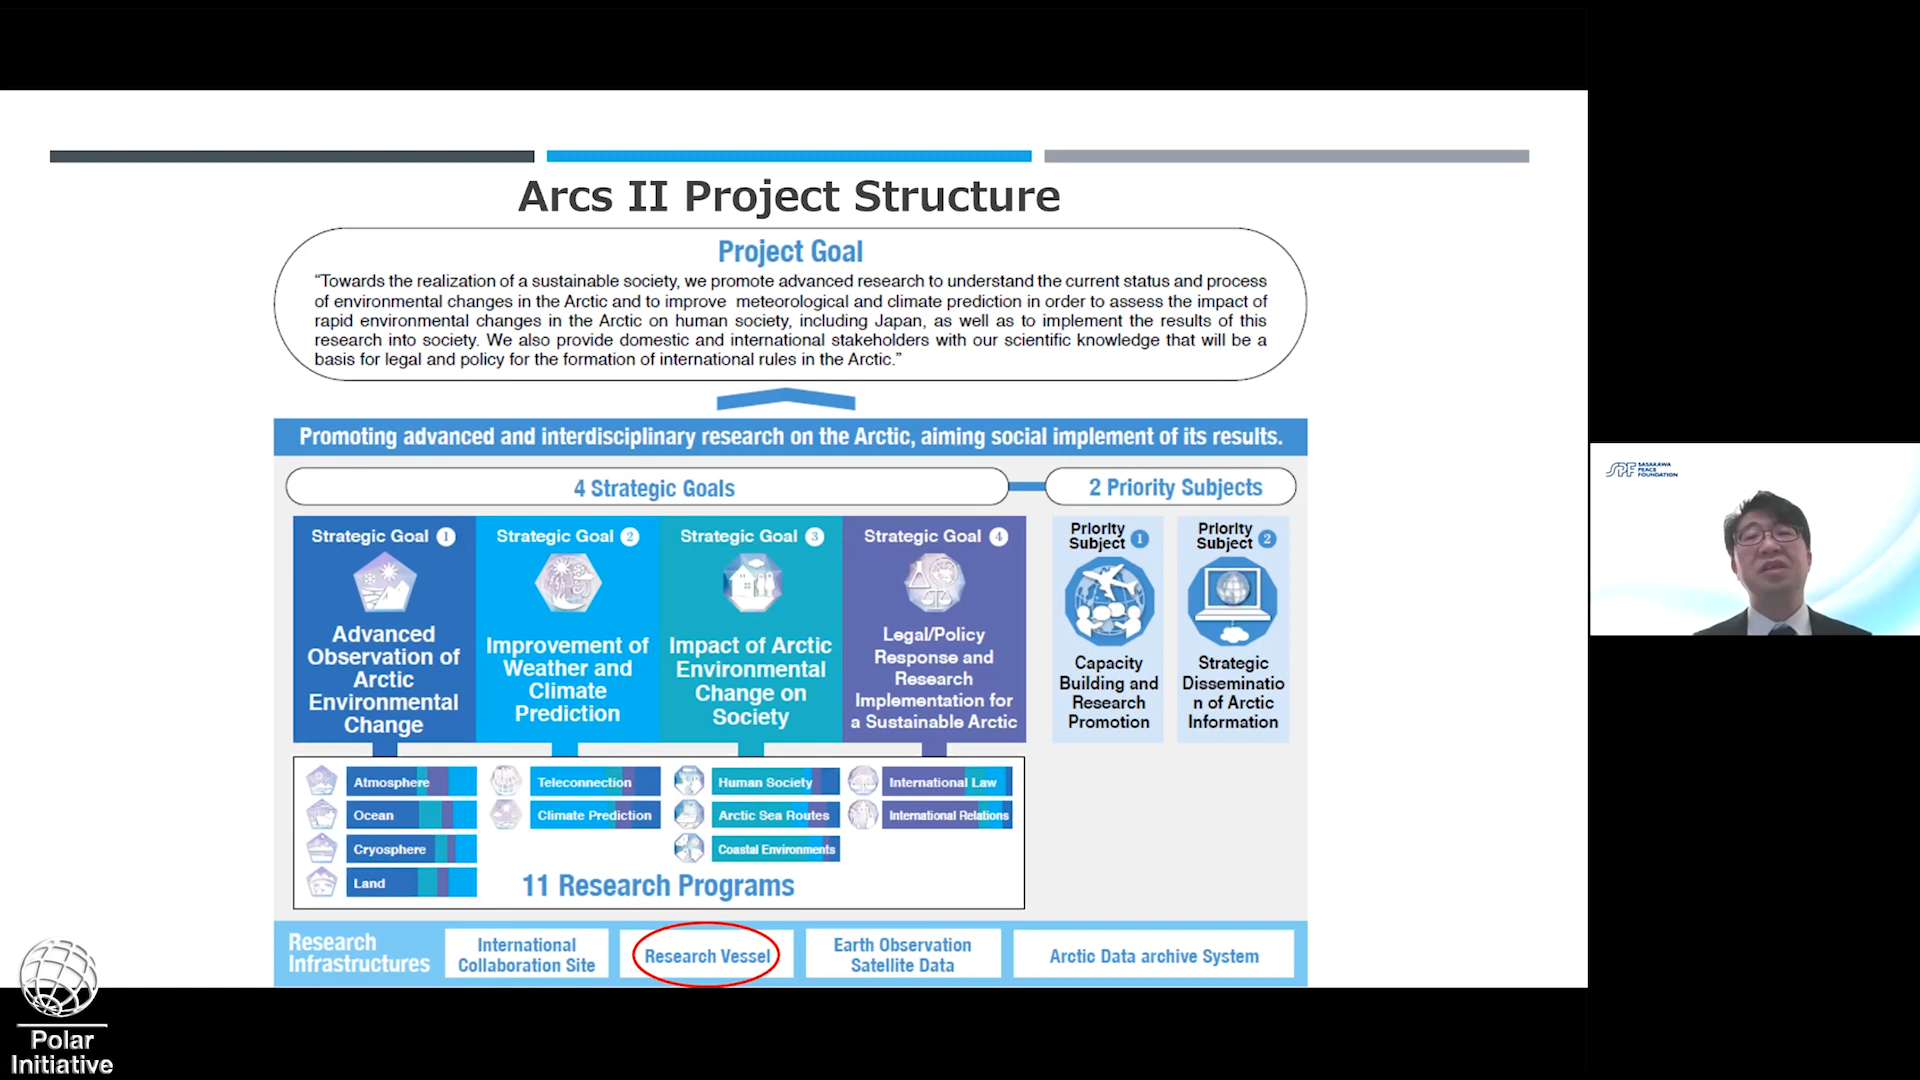 Arcs II Project Structure
Project Goal
“Towards the realization of a sustainable society, we promote advanced research to understand the current status and process
of environmental changes in the Arctic and to improve meteorological and climate prediction in order to assess the impact of
rapid environmental changes in the Arctic on human society, including Japan, as well as to implement the results of this
research into society. We also provide domestic and international stakeholders with our scientific knowledge that will be a
basis for legal and policy for the formation of international rules in the Arctic.”
Promoting advanced and interdisciplinary research on the Arctic, aiming social implement of its results.
4 Strategic Goals
2 Priority Subjects
Strategic Goal 1
Advanced
Observation of
Arctic
Environmental
Change
Strategic Goal 2
Improvement of
Weather and
Climate
Prediction
Strategic Goal 3
Impact of Arctic
Environmental
Change on
Society
Strategic Goal 4
Legal/Policy
Response and
Research
Implementation for
a Sustainable Arctic
Priority
Subject 1
Capacity
Building and
Research
Promotion
Priority
Subject 2
Strategic
Disseminatio
n of Arctic
Information
Atmosphere
Ocean
Cryosphere
Land
Teleconnection
Climate Prediction
Human Society
Arctic Sea Routes
Coastal Environments
International Law
International Relations
11 Research Programs
Research
Infrastructures
International
Collaboration Site
Research Vessel
Earth Observation
Satellite Data
Arctic Data archive System
SPF SASAKAWA
PEACE
FOUNDATION
Polar
Initiative